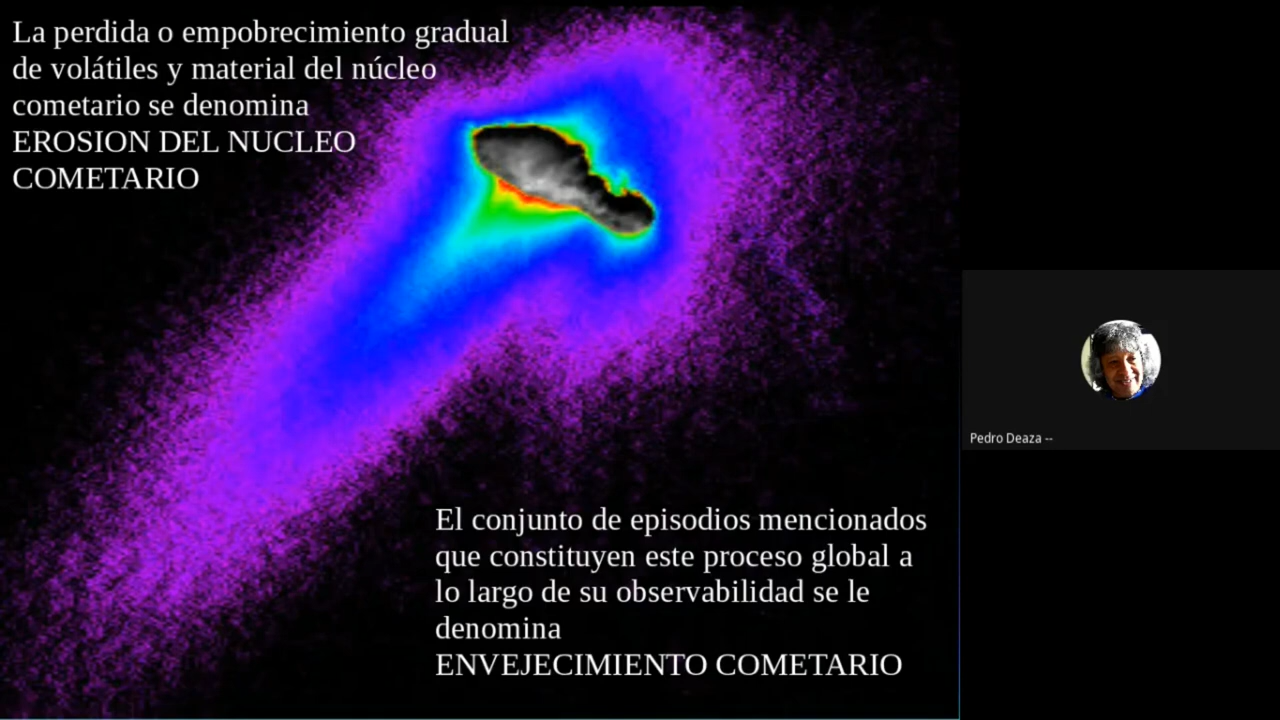 La perdida o empobrecimiento gradual
de volátiles y material del núcleo
cometario se denomina
EROSION DEL NUCLEO
COMETARIO
El conjunto de episodios mencionados
que constituyen este proceso global a
lo largo de su observabilidad se le
denomina
ENVEJECIMIENTO COMETARIO
Pedro Deaza --